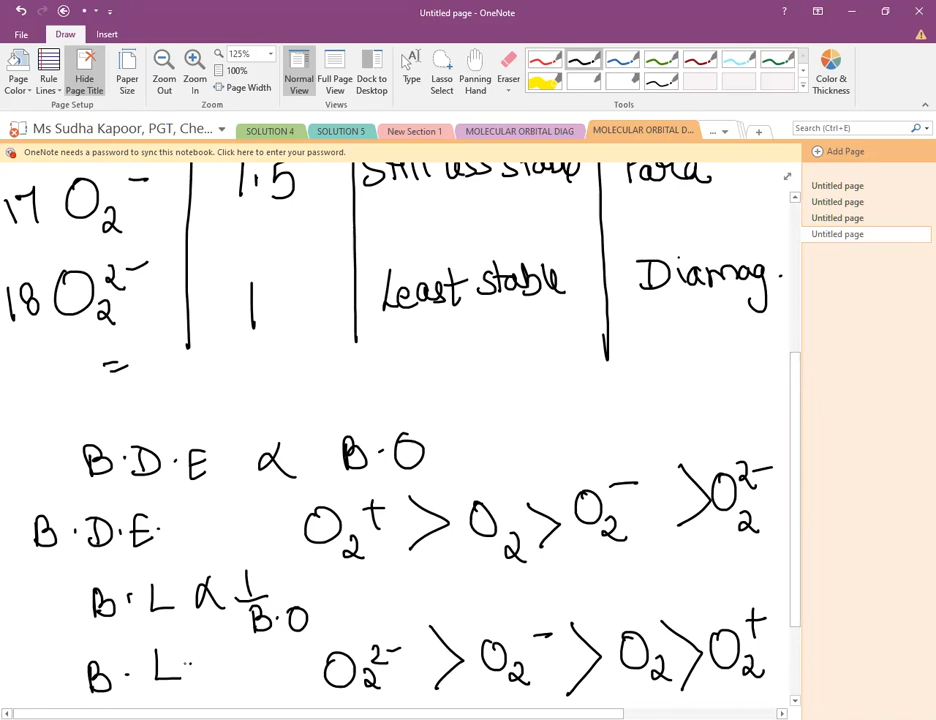 Untitled page - OneNote
File Draw Insert
125%
100%
Page Width
Page Color
Rule Lines
Hide Page Title
Paper Size
Zoom Out
Zoom In
Normal View
Full Page View
Dock to Desktop
Type
Lasso Select
Panning Hand
Eraser
Color & Thickness
Page Setup Zoom Views Tools
Ms Sudha Kapoor, PGT, Che... SOLUTION 4 SOLUTION 5 New Section 1 MOLECULAR ORBITAL DIAG MOLECULAR ORBITAL D... ... Search (Ctrl+E)
OneNote needs a password to sync this notebook. Click here to enter your password.
Add Page
Untitled page
Untitled page
Untitled page
Untitled page
17 O₂⁻ 1.5 Still less stable Para
18 O₂²⁻ 1 Least stable Diamag.
=
B.D.E ∝ B.O
B.D.E. O₂⁺ > O₂ > O₂⁻ > O₂²⁻
B.L ∝ 1/B.O
B.L.. O₂²⁻ > O₂⁻ > O₂ > O₂⁺